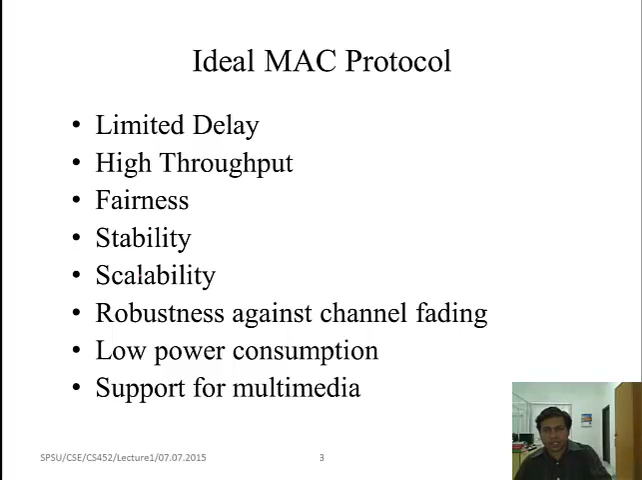 Ideal MAC Protocol
• Limited Delay
• High Throughput
• Fairness
• Stability
• Scalability
• Robustness against channel fading
• Low power consumption
• Support for multimedia
SPSU/CSE/CS452/Lecture1/07.07.2015 3